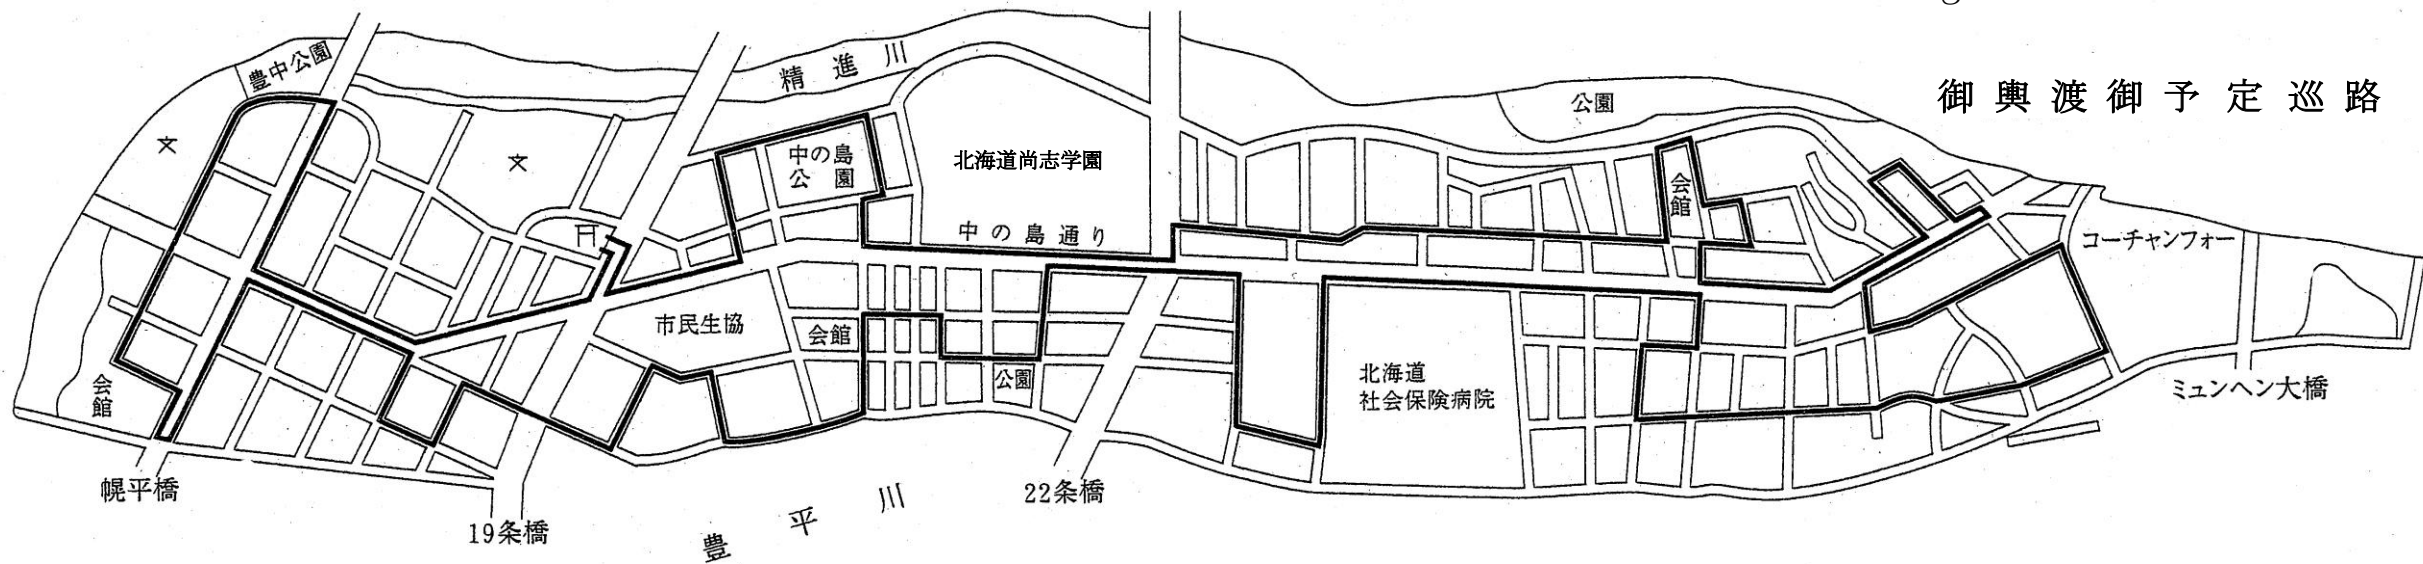 御輿渡御予定巡路
豊中公園
精進川
公園
文
文
中の島
公園
北海道尚志学園
会館
中の島通り
コーチャンフォー
市民生協
会館
公園
会館
北海道
社会保険病院
ミュンヘン大橋
幌平橋
19条橋
22条橋
豊平川